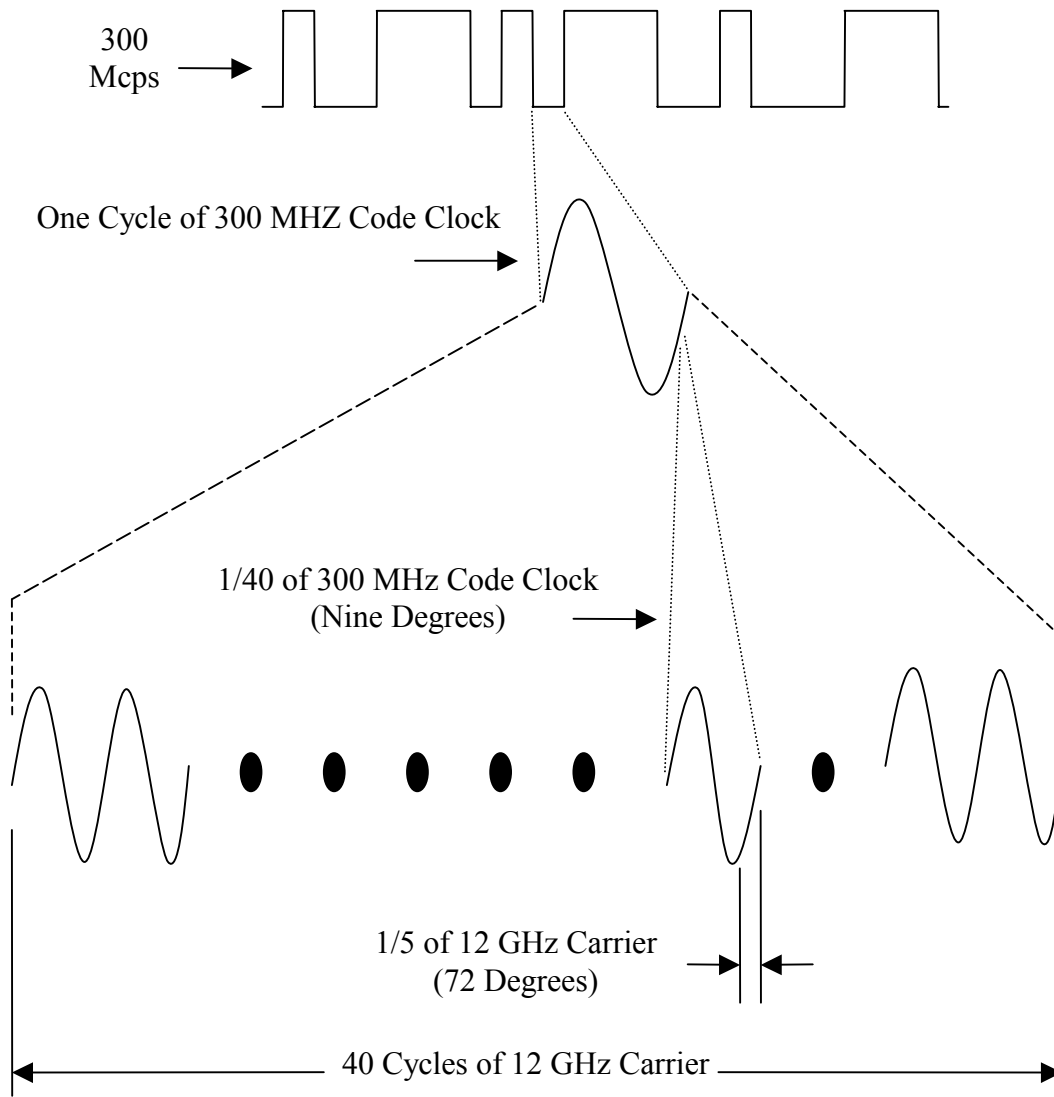 300
Mcps
One Cycle of 300 MHZ Code Clock
1/40 of 300 MHz Code Clock
(Nine Degrees)
1/5 of 12 GHz Carrier
(72 Degrees)
40 Cycles of 12 GHz Carrier